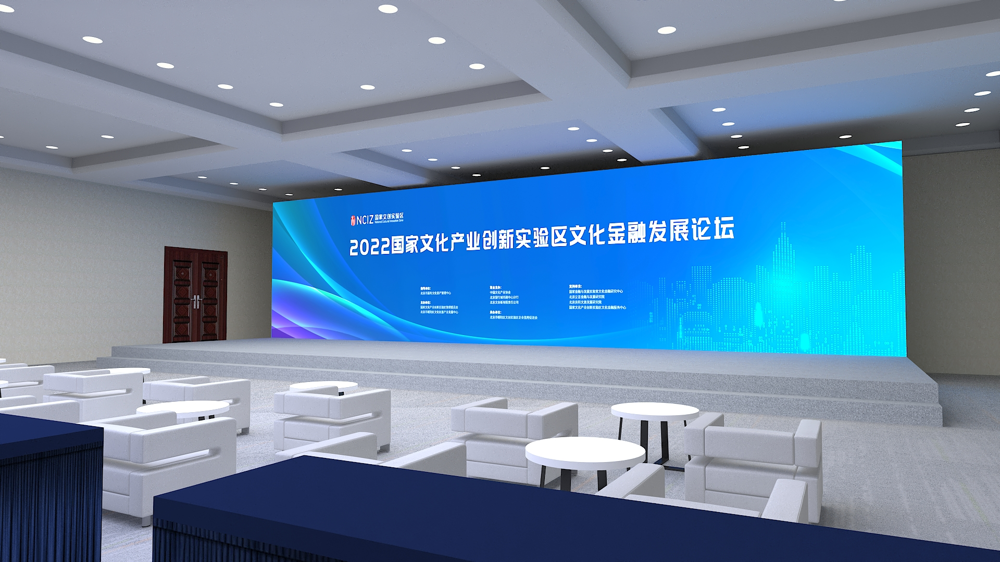 NCIZ 国家文创实验区
National Cultural Innovation Zone
2022国家文化产业创新实验区文化金融发展论坛
指导单位：
北京市国有文化资产管理中心
主办单位：
国家文化产业创新实验区管理委员会
北京市朝阳区文化创意产业发展中心
联合主办：
中国文化产业协会
北京银行城市副中心分行
北京文创板有限责任公司
承办单位：
北京市朝阳区文创实验区企业信用促进会
支持单位：
国家金融与发展实验室文化金融研究中心
北京立言金融与发展研究院
北京京和文旅发展研究院
国家文化产业创新实验区文化金融服务中心